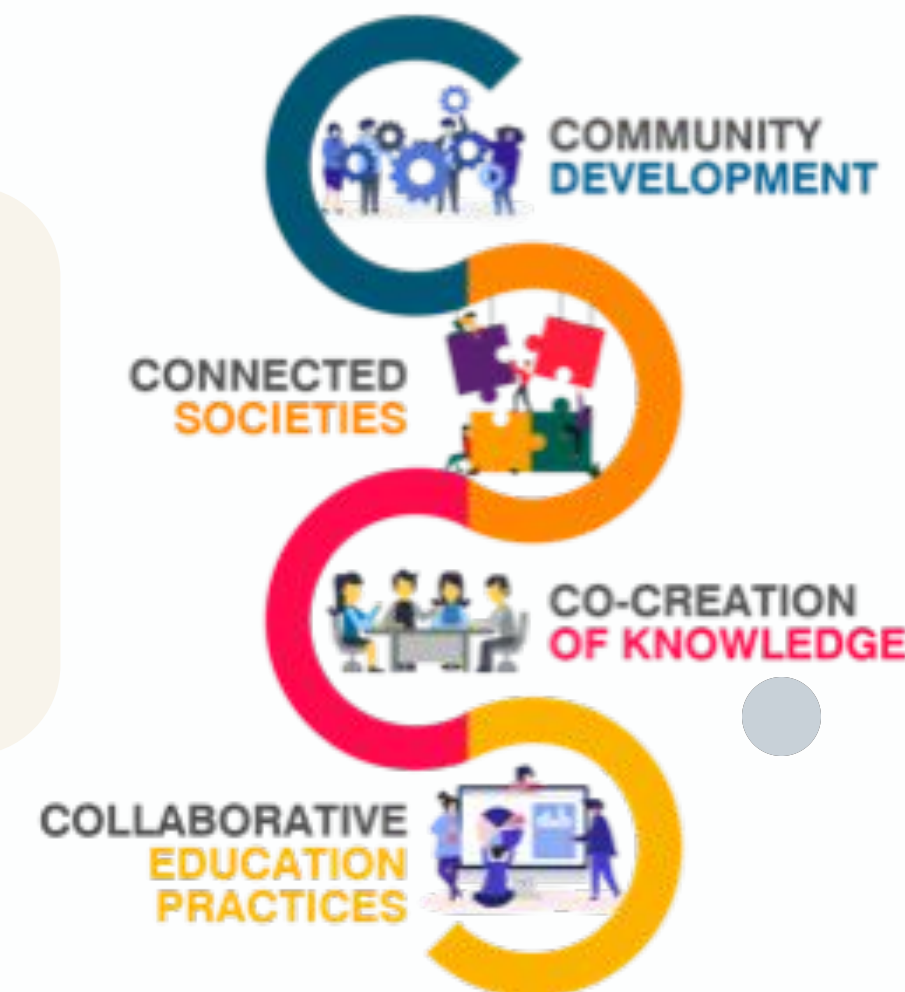 COMMUNITY
DEVELOPMENT
CONNECTED
SOCIETIES
CO-CREATION
OF KNOWLEDGE
COLLABORATIVE
EDUCATION
PRACTICES